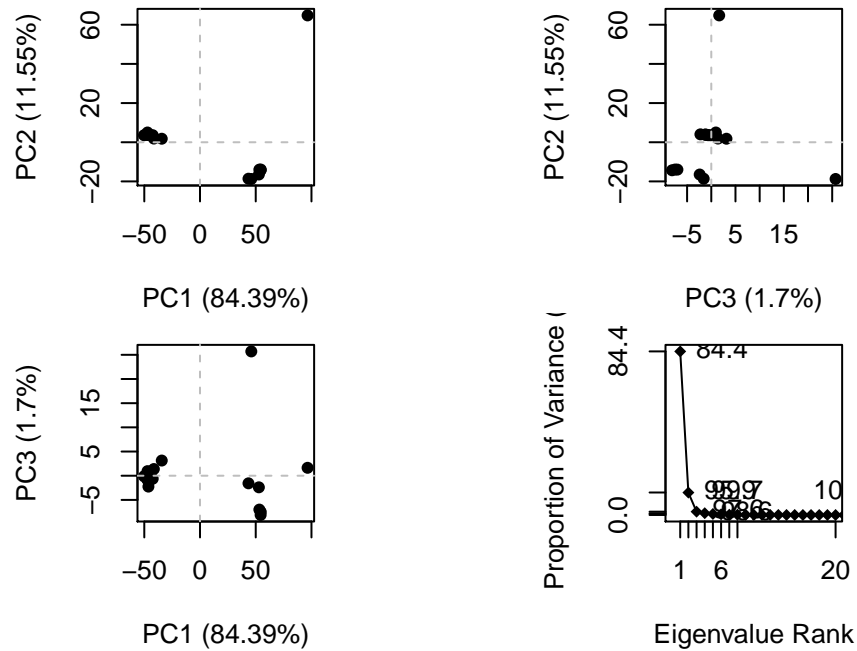 PC2 (11.55%)
60
20
−20
−50 0 50
PC1 (84.39%)
PC2 (11.55%)
60
20
−20
−5 5 15
PC3 (1.7%)
PC3 (1.7%)
15
5
−5
−50 0 50
PC1 (84.39%)
Proportion of Variance (
84.4
0.0
84.4
1 6 20
Eigenvalue Rank